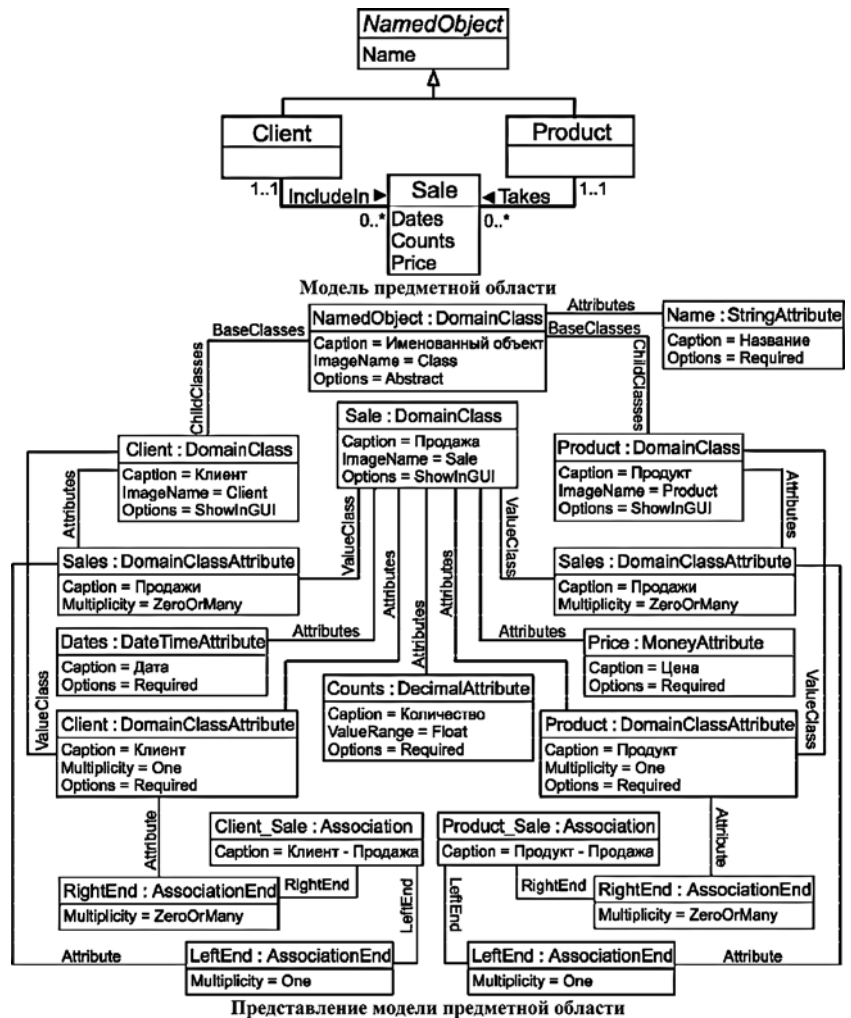 NamedObject
Name
Client
Product
1..1
IncludeIn ►
Sale
◄ Takes
1..1
0..*
Dates
0..*
Counts
Price
Модель предметной области
Attributes
NamedObject : DomainClass
Caption = Именованный объект
ImageName = Class
Options = Abstract
Name : StringAttribute
Caption = Название
Options = Required
BaseClasses
BaseClasses
ChildClasses
ChildClasses
Sale : DomainClass
Caption = Продажа
ImageName = Sale
Options = ShowInGUI
Client : DomainClass
Caption = Клиент
ImageName = Client
Options = ShowInGUI
Product : DomainClass
Caption = Продукт
ImageName = Product
Options = ShowInGUI
Attributes
ValueClass
Attributes
Attributes
Attributes
ValueClass
Attributes
Sales : DomainClassAttribute
Caption = Продажи
Multiplicity = ZeroOrMany
Sales : DomainClassAttribute
Caption = Продажи
Multiplicity = ZeroOrMany
Dates : DateTimeAttribute
Caption = Дата
Options = Required
Attributes
Attributes
Price : MoneyAttribute
Caption = Цена
Options = Required
ValueClass
ValueClass
Client : DomainClassAttribute
Caption = Клиент
Multiplicity = One
Options = Required
Counts : DecimalAttribute
Caption = Количество
ValueRange = Float
Options = Required
Product : DomainClassAttribute
Caption = Продукт
Multiplicity = One
Options = Required
Attribute
Client_Sale : Association
Caption = Клиент - Продажа
Product_Sale : Association
Caption = Продукт - Продажа
Attribute
RightEnd : AssociationEnd
Multiplicity = ZeroOrMany
RightEnd
LeftEnd
LeftEnd
RightEnd
RightEnd : AssociationEnd
Multiplicity = ZeroOrMany
Attribute
LeftEnd : AssociationEnd
Multiplicity = One
LeftEnd : AssociationEnd
Multiplicity = One
Attribute
Представление модели предметной области